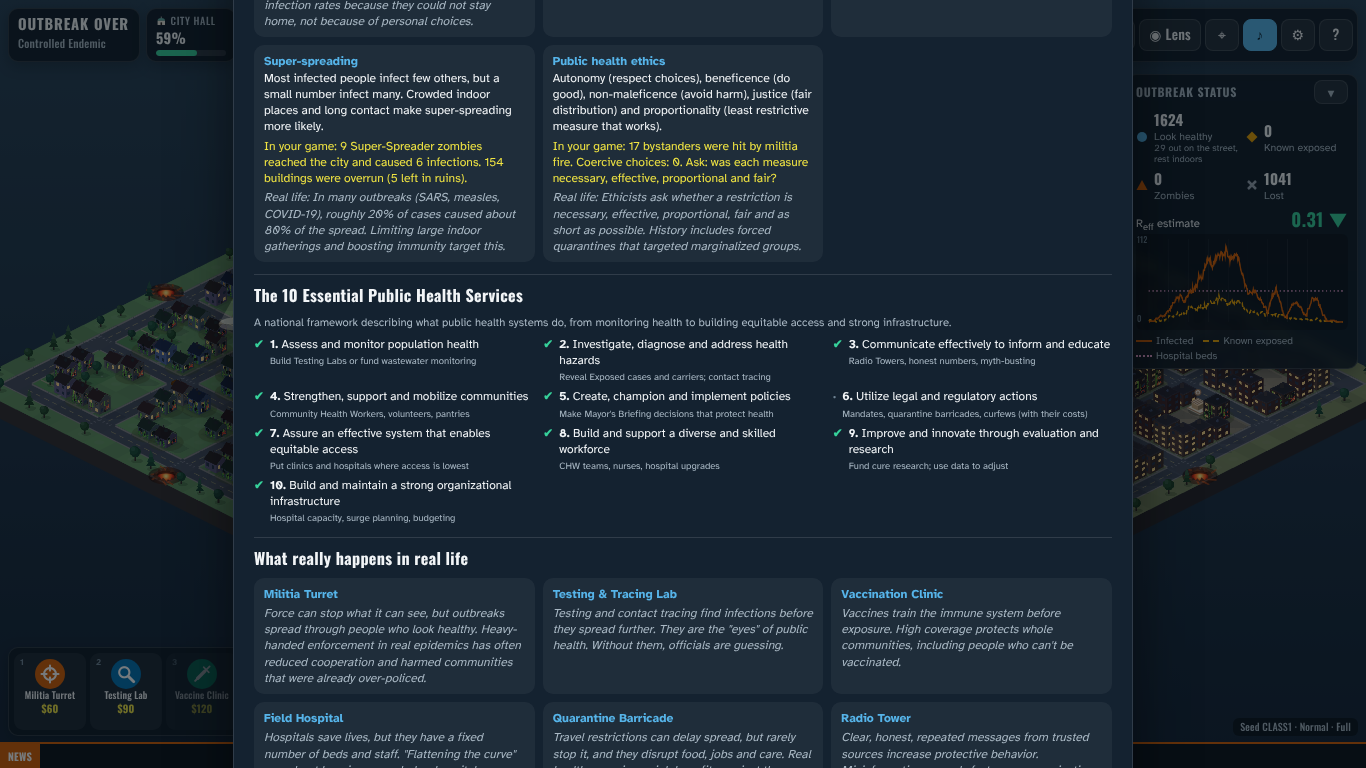 OUTBREAK OVER
Controlled Endemic
CITY HALL
59%
Lens
?
infection rates because they could not stay
home, not because of personal choices.
Super-spreading
Most infected people infect few others, but a
small number infect many. Crowded indoor
places and long contact make super-spreading
more likely.
In your game: 9 Super-Spreader zombies
reached the city and caused 6 infections. 154
buildings were overrun (5 left in ruins).
Real life: In many outbreaks (SARS, measles,
COVID-19), roughly 20% of cases caused about
80% of the spread. Limiting large indoor
gatherings and boosting immunity target this.
Public health ethics
Autonomy (respect choices), beneficence (do
good), non-maleficence (avoid harm), justice (fair
distribution) and proportionality (least restrictive
measure that works).
In your game: 17 bystanders were hit by militia
fire. Coercive choices: 0. Ask: was each measure
necessary, effective, proportional and fair?
Real life: Ethicists ask whether a restriction is
necessary, effective, proportional, fair and as
short as possible. History includes forced
quarantines that targeted marginalized groups.
OUTBREAK STATUS
1624
Look healthy
29 out on the street,
rest indoors
0
Known exposed
0
Zombies
1041
Lost
Reff estimate
0.31 ▼
112
0
Infected
Known exposed
Hospital beds
The 10 Essential Public Health Services
A national framework describing what public health systems do, from monitoring health to building equitable access and strong infrastructure.
✔ 1. Assess and monitor population health
Build Testing Labs or fund wastewater monitoring
✔ 2. Investigate, diagnose and address health
hazards
Reveal Exposed cases and carriers; contact tracing
✔ 3. Communicate effectively to inform and educate
Radio Towers, honest numbers, myth-busting
✔ 4. Strengthen, support and mobilize communities
Community Health Workers, volunteers, pantries
✔ 5. Create, champion and implement policies
Make Mayor's Briefing decisions that protect health
· 6. Utilize legal and regulatory actions
Mandates, quarantine barricades, curfews (with their costs)
✔ 7. Assure an effective system that enables
equitable access
Put clinics and hospitals where access is lowest
✔ 8. Build and support a diverse and skilled
workforce
CHW teams, nurses, hospital upgrades
✔ 9. Improve and innovate through evaluation and
research
Fund cure research; use data to adjust
✔ 10. Build and maintain a strong organizational
infrastructure
Hospital capacity, surge planning, budgeting
What really happens in real life
Militia Turret
Force can stop what it can see, but outbreaks
spread through people who look healthy. Heavy-
handed enforcement in real epidemics has often
reduced cooperation and harmed communities
that were already over-policed.
Testing & Tracing Lab
Testing and contact tracing find infections before
they spread further. They are the "eyes" of public
health. Without them, officials are guessing.
Vaccination Clinic
Vaccines train the immune system before
exposure. High coverage protects whole
communities, including people who can't be
vaccinated.
Field Hospital
Hospitals save lives, but they have a fixed
number of beds and staff. "Flattening the curve"
Quarantine Barricade
Travel restrictions can delay spread, but rarely
stop it, and they disrupt food, jobs and care. Real
Radio Tower
Clear, honest, repeated messages from trusted
sources increase protective behavior.
1
Militia Turret
$60
2
Testing Lab
$90
3
Vaccine Clinic
$120
Seed CLASS1 · Normal · Full
NEWS